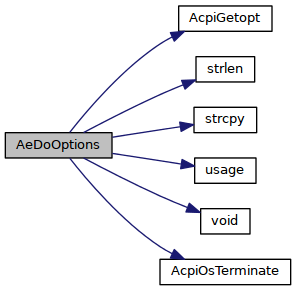 AcpiGetopt
strlen
strcpy
AeDoOptions
usage
void
AcpiOsTerminate